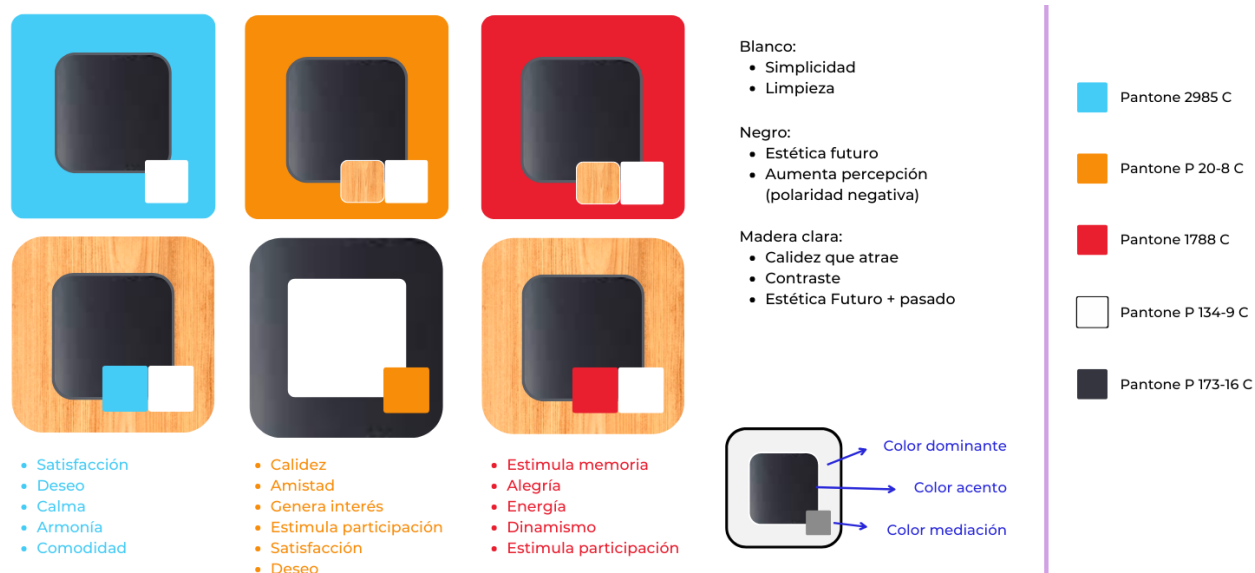 Satisfacción
Deseo
Calma
Armonía
Comodidad
Calidez
Amistad
Genera interés
Estimula participación
Satisfacción
Deseo
Estimula memoria
Alegría
Energía
Dinamismo
Estimula participación
Blanco:
Simplicidad
Limpieza
Negro:
Estética futuro
Aumenta percepción
(polaridad negativa)
Madera clara:
Calidez que atrae
Contraste
Estética Futuro + pasado
Color dominante
Color acento
Color mediación
Pantone 2985 C
Pantone P 20-8 C
Pantone 1788 C
Pantone P 134-9 C
Pantone P 173-16 C